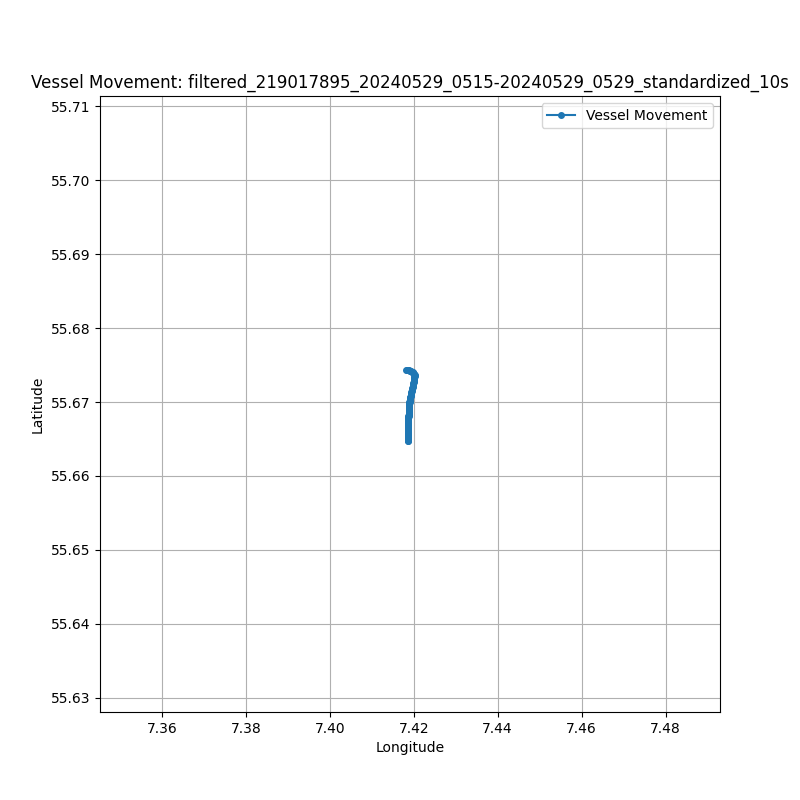 Vessel Movement: filtered_219017895_20240529_0515-20240529_0529_standardized_10s
Vessel Movement
55.71
55.70
55.69
55.68
55.67
55.66
55.65
55.64
55.63
Latitude
7.36 7.38 7.40 7.42 7.44 7.46 7.48
Longitude